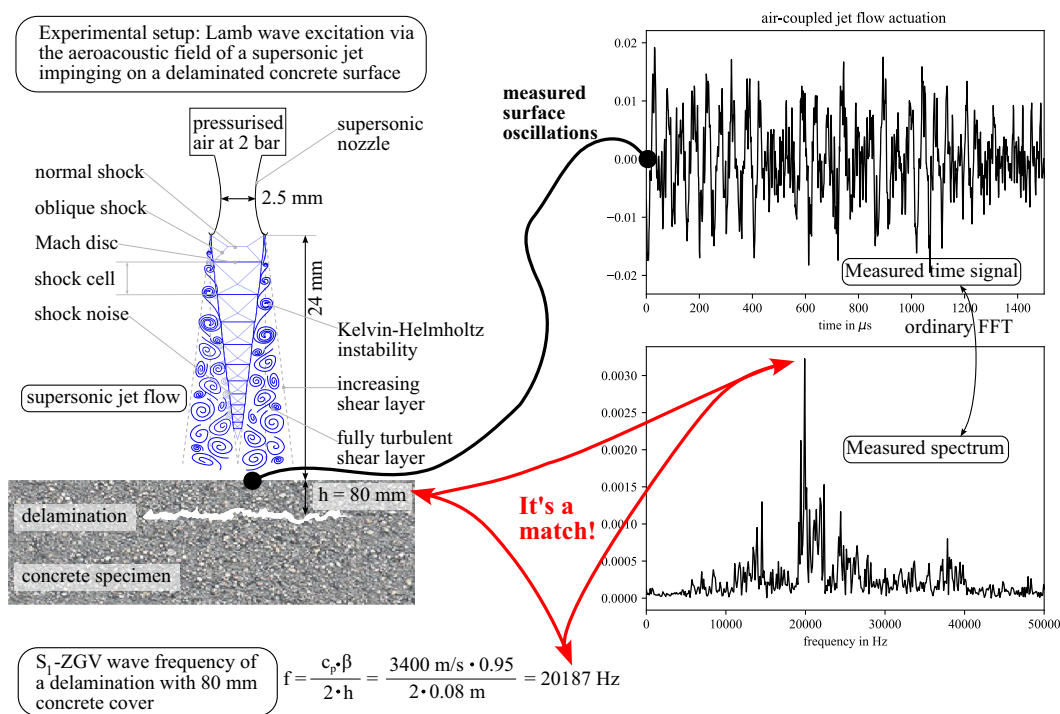 Experimental setup: Lamb wave excitation via
the aeroacoustic field of a supersonic jet
impinging on a delaminated concrete surface
pressurised
air at 2 bar
supersonic
nozzle
normal shock
2.5 mm
oblique shock
Mach disc
shock cell
24 mm
shock noise
Kelvin-Helmholtz
instability
increasing
shear layer
supersonic jet flow
fully turbulent
shear layer
h = 80 mm
delamination
concrete specimen
measured
surface
oscillations
It's a
match!
air-coupled jet flow actuation
0.02
0.01
0.00
−0.01
−0.02
Measured time signal
0 200 400 600 800 1000 1200 1400
time in µs
ordinary FFT
0.0030
0.0025
0.0020
0.0015
0.0010
0.0005
0.0000
Measured spectrum
0 10000 20000 30000 40000 50000
frequency in Hz
S₁-ZGV wave frequency of
a delamination with 80 mm
concrete cover
f = cₚ•β / 2•h = 3400 m/s • 0.95 / 2•0.08 m = 20187 Hz